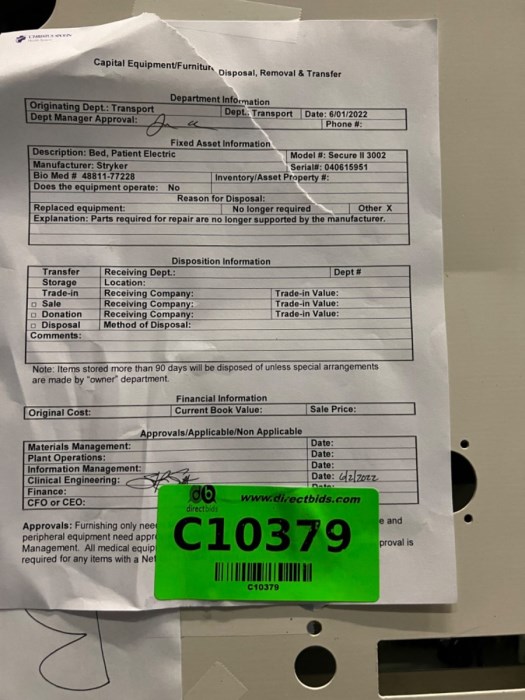 Capital Equipment/Furniture Disposal, Removal & Transfer
Department Information
Originating Dept.: Transport Dept. Transport Date: 6/01/2022
Dept Manager Approval: Phone #:
Fixed Asset Information
Description: Bed, Patient Electric Model #: Secure II 3002
Manufacturer: Stryker Serial#: 040615951
Bio Med # 48811-77228 Inventory/Asset Property #:
Does the equipment operate: No
Reason for Disposal:
Replaced equipment: No longer required Other X
Explanation: Parts required for repair are no longer supported by the manufacturer.
Disposition Information
Transfer Receiving Dept.: Dept #
Storage Location:
Trade-in Receiving Company: Trade-in Value:
Sale Receiving Company: Trade-in Value:
Donation Receiving Company: Trade-in Value:
Disposal Method of Disposal:
Comments:
Note: Items stored more than 90 days will be disposed of unless special arrangements
are made by "owner" department.
Financial Information
Original Cost: Current Book Value: Sale Price:
Approvals/Applicable/Non Applicable
Materials Management: Date:
Plant Operations: Date:
Information Management: Date:
Clinical Engineering: Date: 6/2/2022
Finance:
CFO or CEO:
db www.directbids.com
directbids
C10379
C10379
Approvals: Furnishing only e and
peripheral equipment need
Management. All medical equip proval is
required for any items with a Net